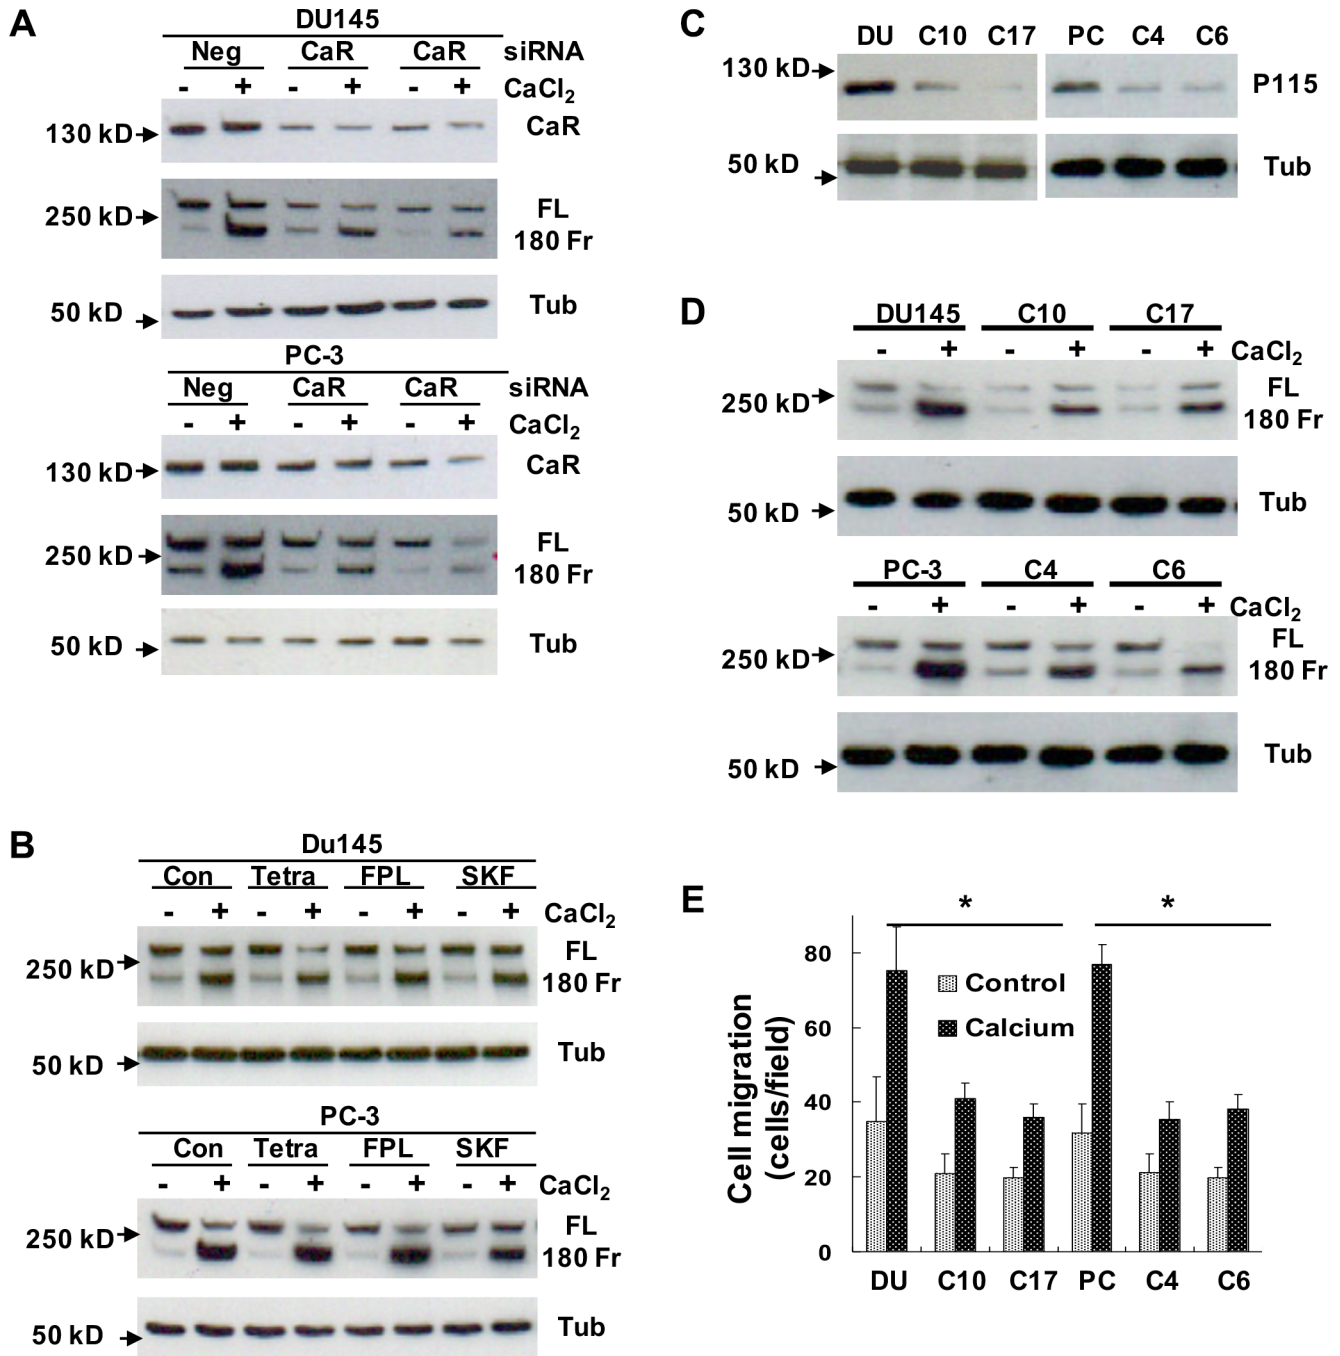 A
DU145
Neg CaR CaR siRNA
- + - + - + CaCl2
130 kD CaR
250 kD FL
180 Fr
50 kD Tub
PC-3
Neg CaR CaR siRNA
- + - + - + CaCl2
130 kD CaR
250 kD FL
180 Fr
50 kD Tub
B
Du145
Con Tetra FPL SKF
- + - + - + - + CaCl2
250 kD FL
180 Fr
50 kD Tub
PC-3
Con Tetra FPL SKF
- + - + - + - + CaCl2
250 kD FL
180 Fr
50 kD Tub
C
DU C10 C17 PC C4 C6
130 kD P115
50 kD Tub
D
DU145 C10 C17
- + - + - + CaCl2
250 kD FL
180 Fr
50 kD Tub
PC-3 C4 C6
- + - + - + CaCl2
250 kD FL
180 Fr
50 kD Tub
E
* *
Cell migration
(cells/field)
80
60
40
20
0
Control
Calcium
DU C10 C17 PC C4 C6